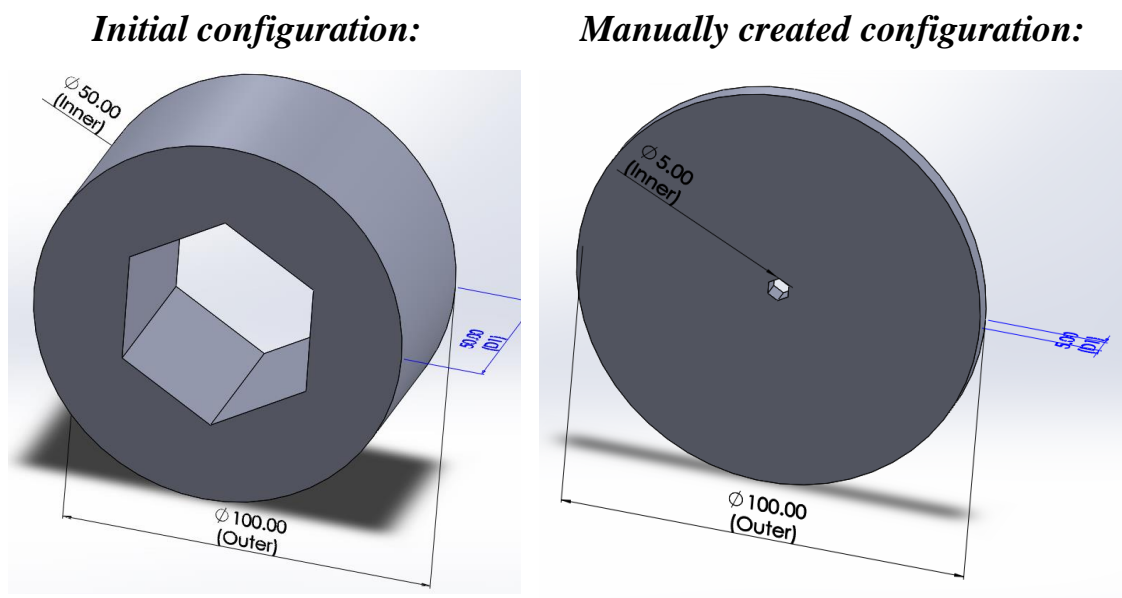 Initial configuration:
Manually created configuration:
∅ 50.00
(Inner)
50.00
(D1)
∅ 100.00
(Outer)
∅ 5.00
(Inner)
5.00
(D1)
∅ 100.00
(Outer)